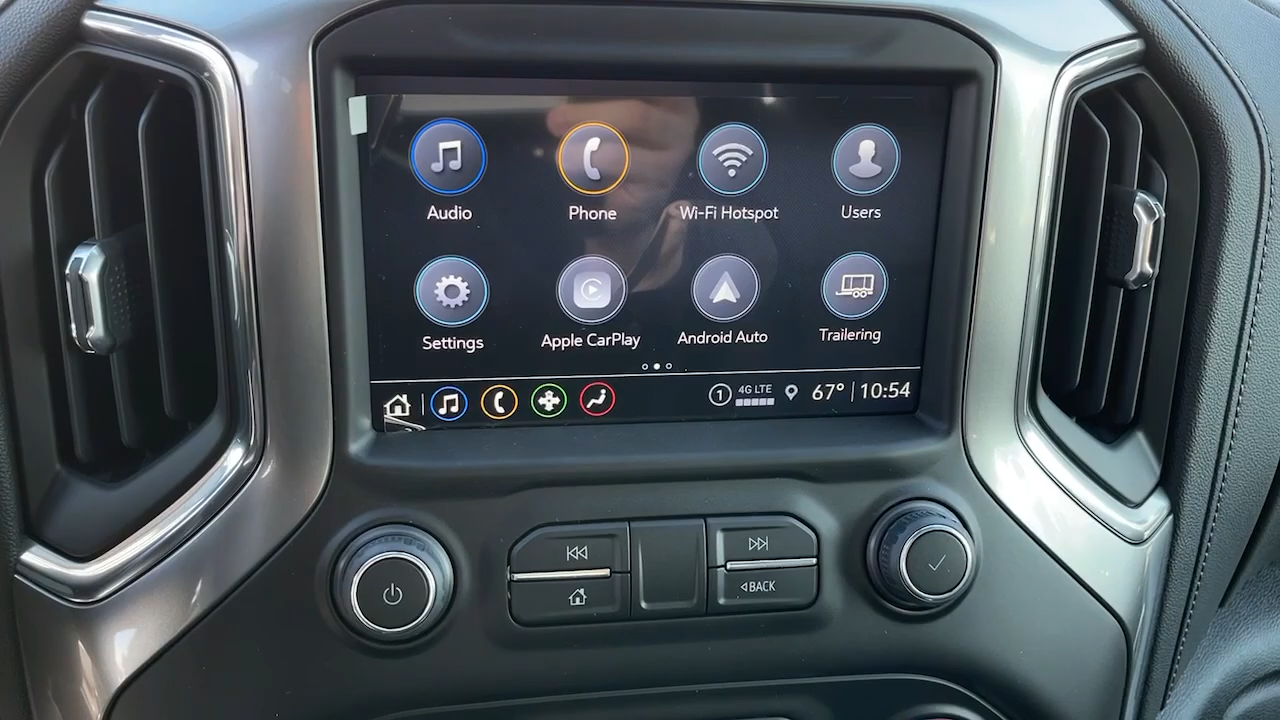 Audio Phone Wi-Fi Hotspot Users
Settings Apple CarPlay Android Auto Trailering
1 4G LTE 67° 10:54
BACK